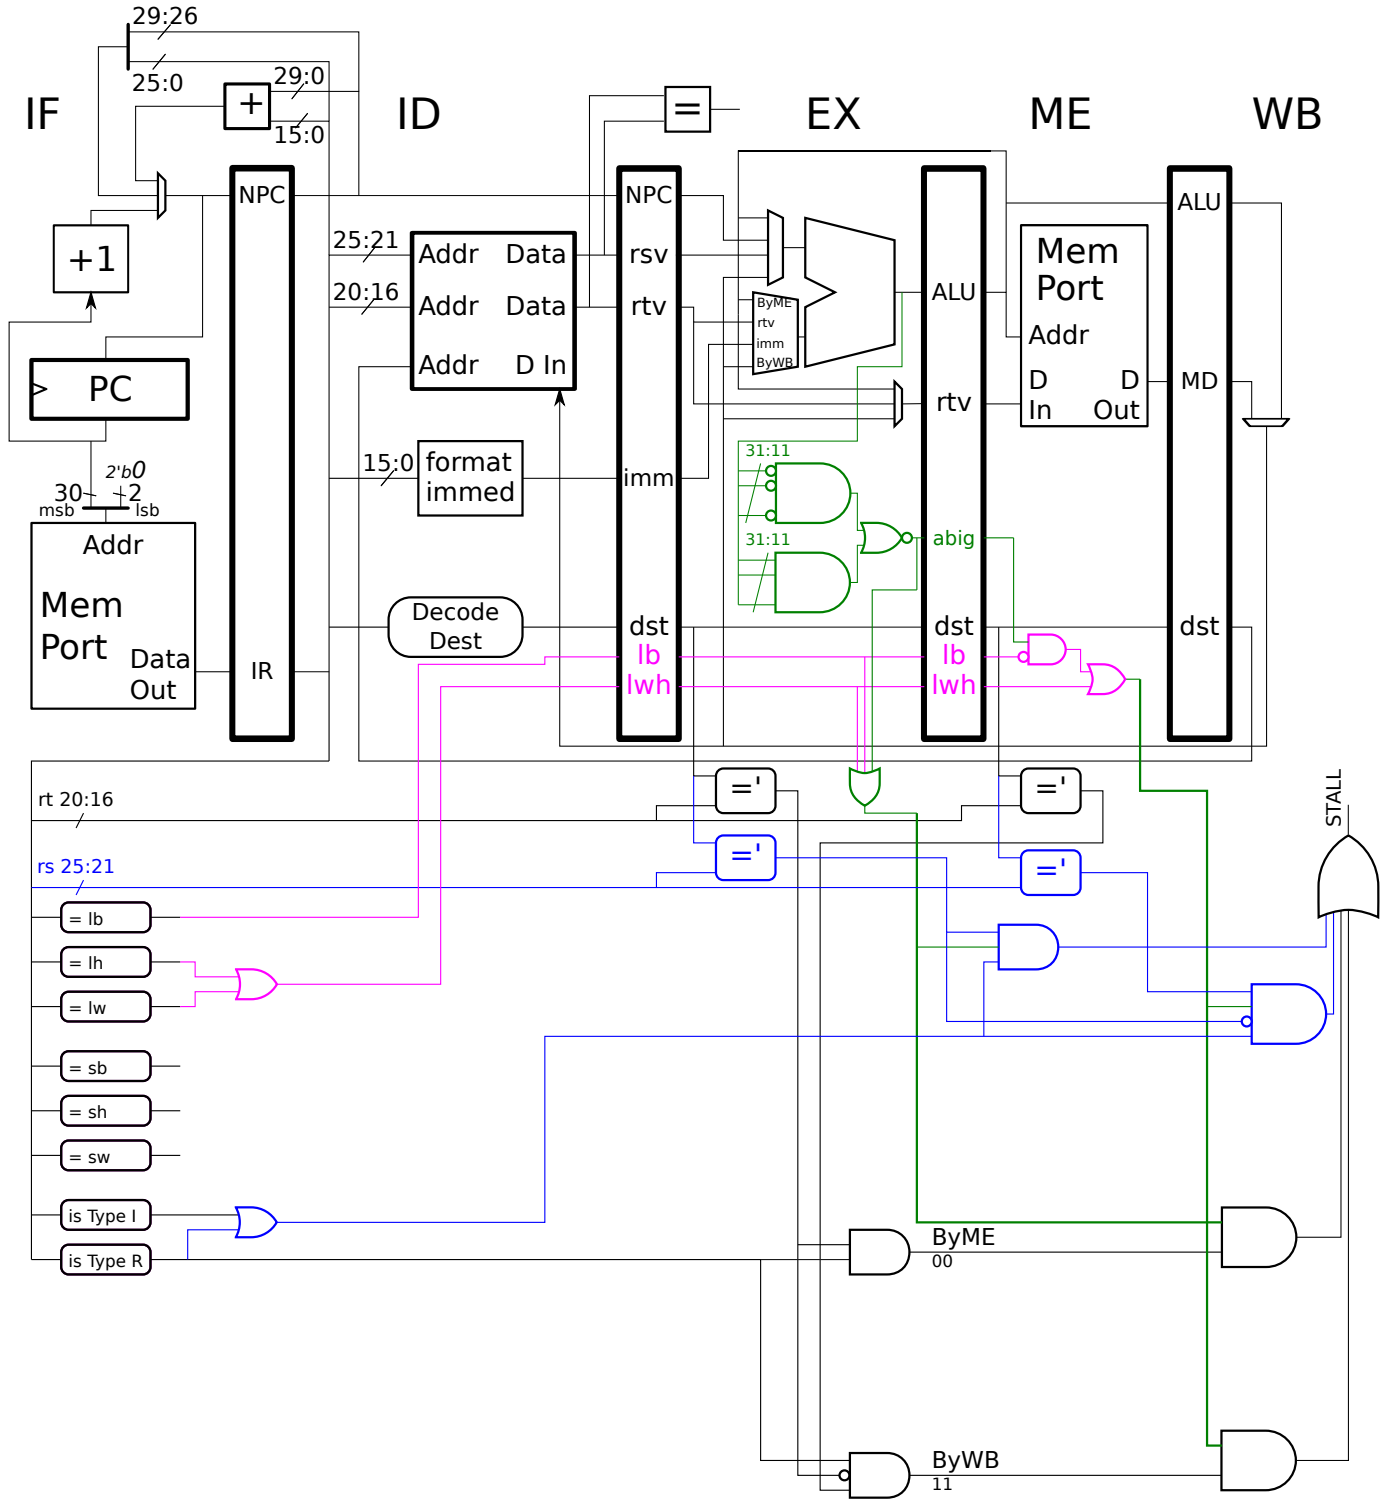 29:26
25:0
29:0
15:0
IF
ID
EX
ME
WB
+
=
+1
PC
NPC
NPC
25:21
20:16
Addr
Data
Addr
Data
Addr
D In
rsv
rtv
ByME
rtv
imm
ByWB
ALU
rtv
Mem
Port
Addr
D
In
D
Out
ALU
MD
2'b0
30
2
msb
lsb
Addr
Mem
Port
Data
Out
IR
15:0
format
immed
imm
31:11
31:11
abig
Decode
Dest
dst
lb
lwh
dst
lb
lwh
dst
rt 20:16
rs 25:21
='
='
='
='
STALL
= lb
= lh
= lw
= sb
= sh
= sw
is Type I
is Type R
ByME
00
ByWB
11